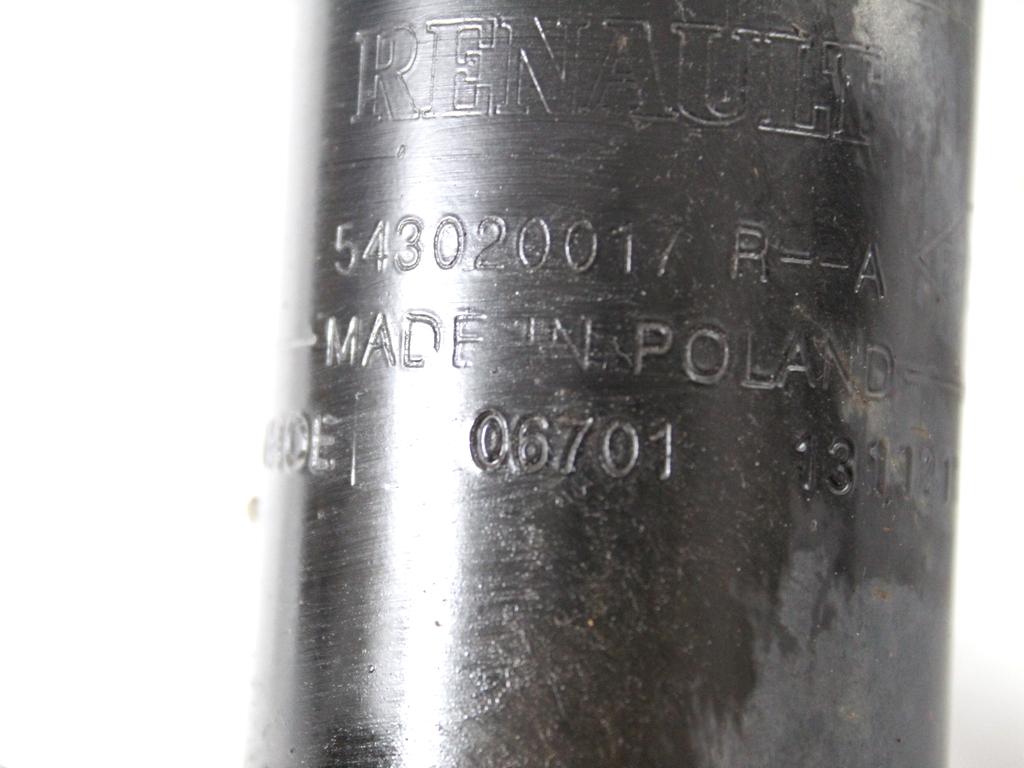 RENAULT
543020017 R--A
MADE IN POLAND
06701